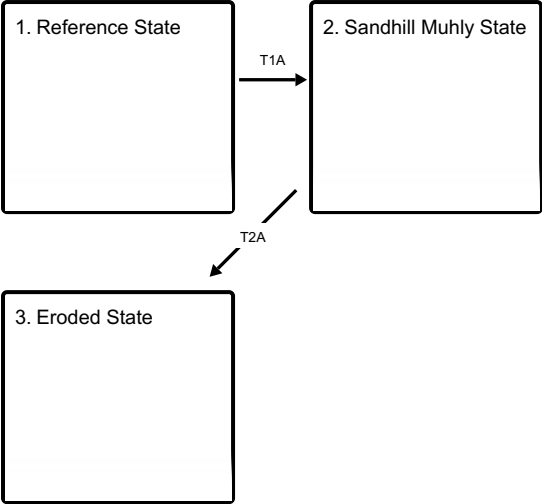 1. Reference State
T1A
2. Sandhill Muhly State
T2A
3. Eroded State